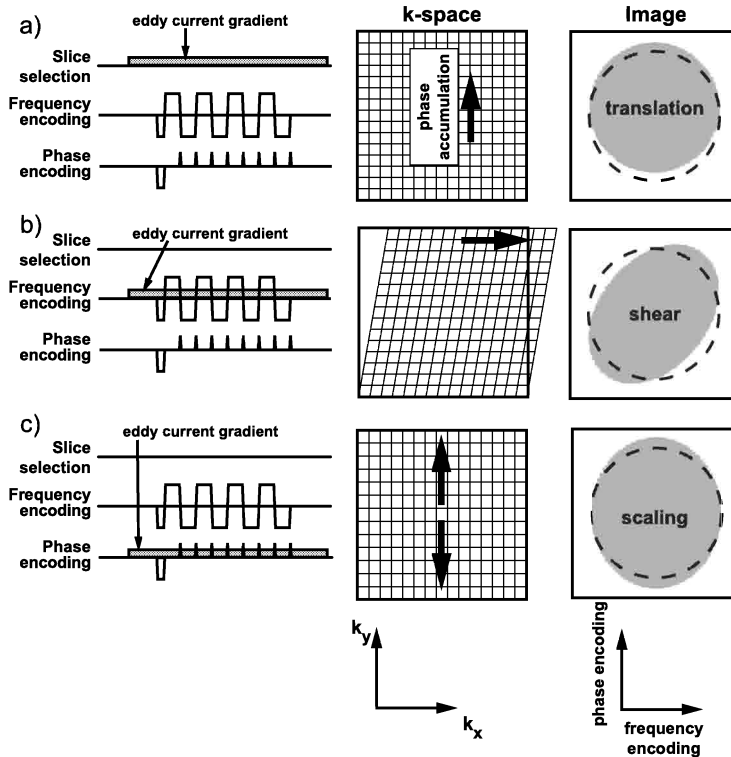 k-space
Image
a)
eddy current gradient
Slice
selection
Frequency
encoding
Phase
encoding
phase
accumulation
translation
b)
eddy current gradient
Slice
selection
Frequency
encoding
Phase
encoding
shear
c)
eddy current gradient
Slice
selection
Frequency
encoding
Phase
encoding
scaling
ky
kx
phase encoding
frequency
encoding